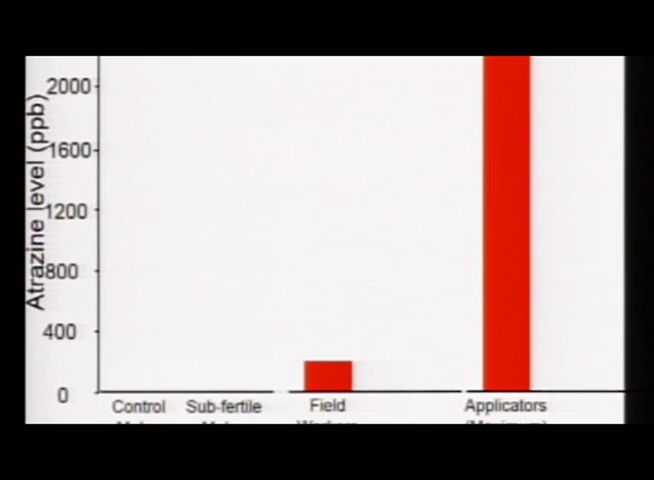 Atrazine level (ppb)
2000
1600
1200
800
400
0
Control
Sub-fertile
Field
Applicators